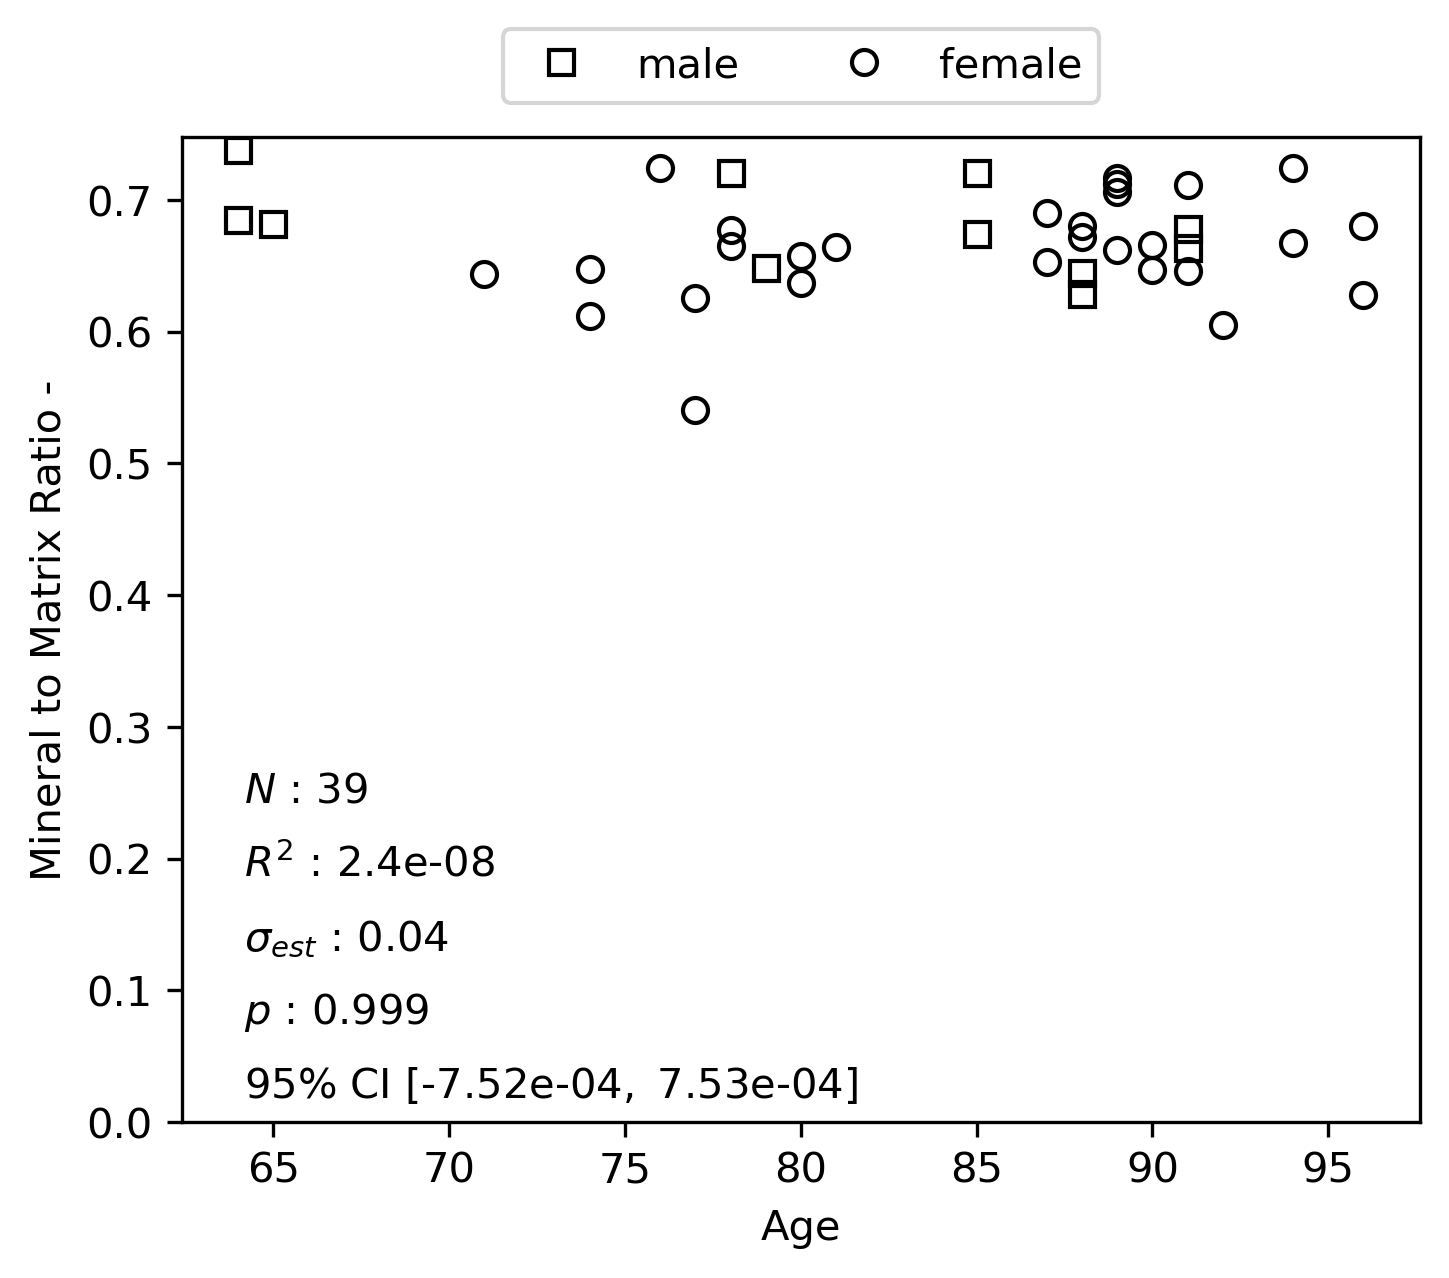 male female
0.7
0.6
0.5
0.4
0.3
0.2
0.1
0.0
Mineral to Matrix Ratio -
N : 39
R² : 2.4e-08
σest : 0.04
p : 0.999
95% CI [-7.52e-04, 7.53e-04]
65 70 75 80 85 90 95
Age